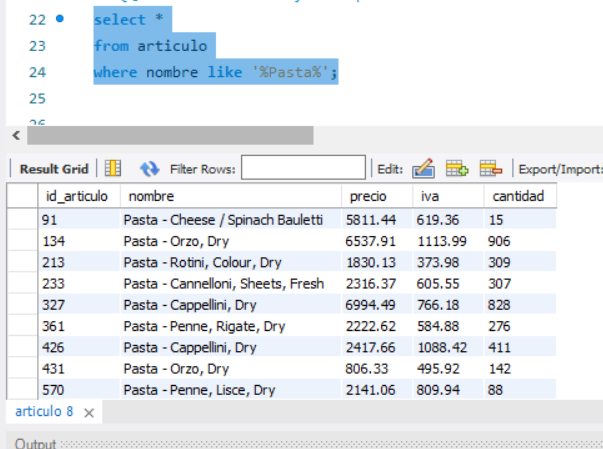 22 select *
23 from articulo
24 where nombre like '%Pasta%';
25
Result Grid Filter Rows: Edit: Export/Import:
id_articulo nombre precio iva cantidad
91 Pasta - Cheese / Spinach Bauletti 5811.44 619.36 15
134 Pasta - Orzo, Dry 6537.91 1113.99 906
213 Pasta - Rotini, Colour, Dry 1830.13 373.98 309
233 Pasta - Cannelloni, Sheets, Fresh 2316.37 605.55 307
327 Pasta - Cappellini, Dry 6994.49 766.18 828
361 Pasta - Penne, Rigate, Dry 2222.62 584.88 276
426 Pasta - Cappellini, Dry 2417.66 1088.42 411
431 Pasta - Orzo, Dry 806.33 495.92 142
570 Pasta - Penne, Lisce, Dry 2141.06 809.94 88
articulo 8
Output